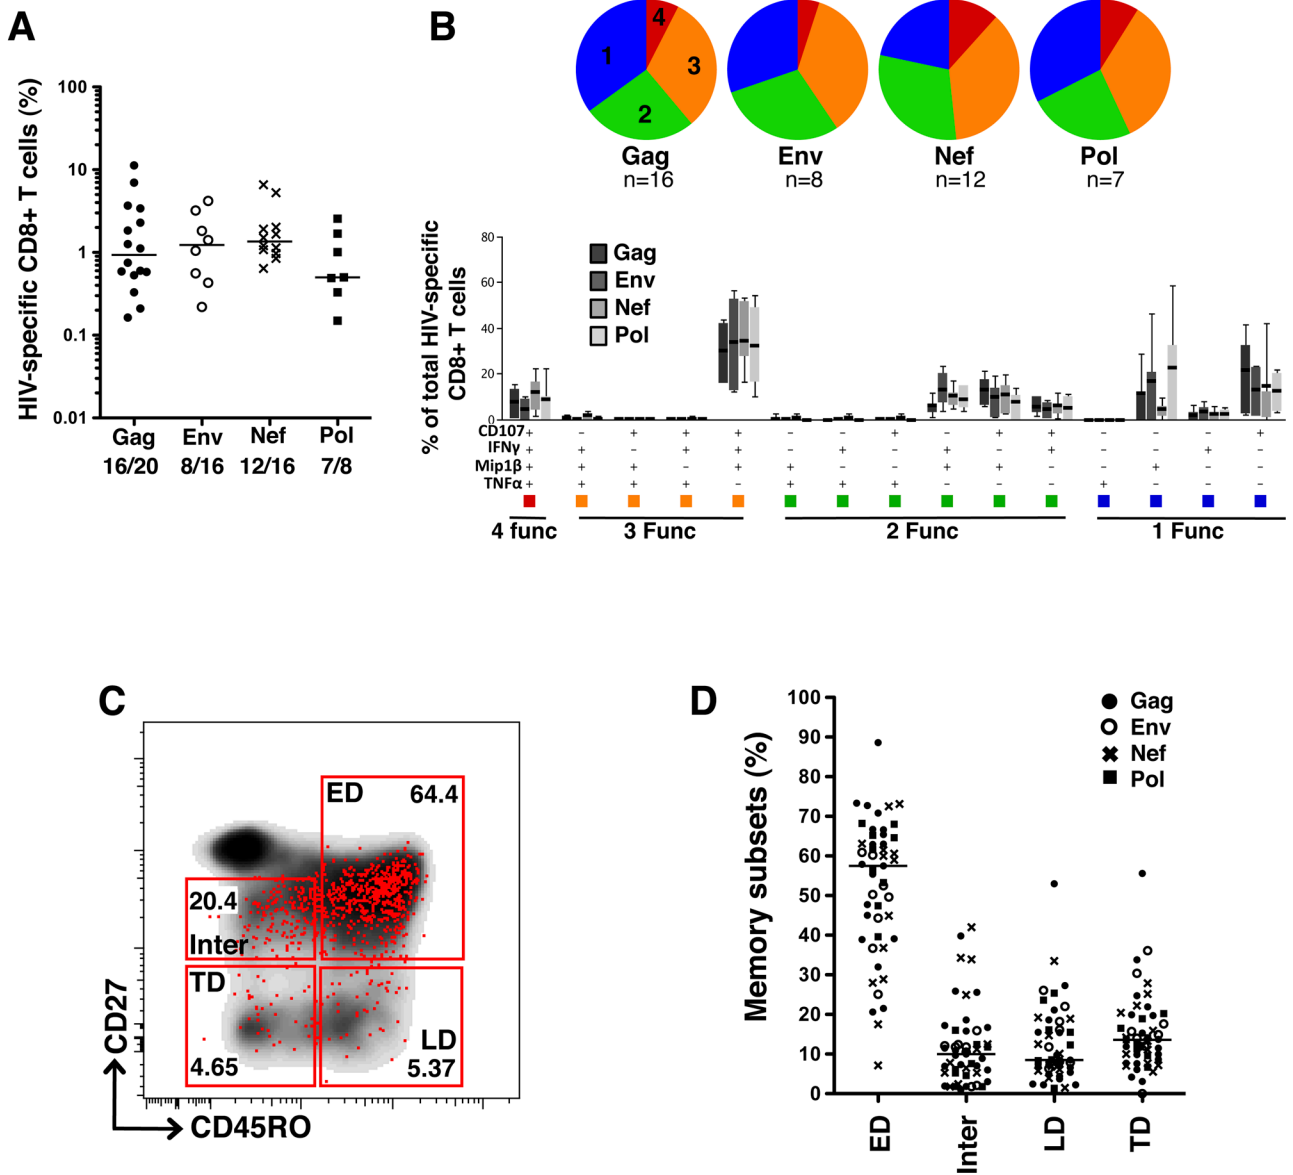 A
HIV-specific CD8+ T cells (%)
100
10
1
0.1
0.01
Gag Env Nef Pol
16/20 8/16 12/16 7/8
B
1 2 3 4
Gag Env Nef Pol
n=16 n=8 n=12 n=7
% of total HIV-specific
CD8+ T cells
80
60
40
20
0
Gag
Env
Nef
Pol
CD107 + - + + + - - + - + + - - - +
IFNγ + + - + + - + - + - + - - + -
Mip1β + + + - + + - - + + - - + - -
TNFα + + + + - + + + - - - + - - -
4 func 3 Func 2 Func 1 Func
C
ED 64.4
20.4
Inter
TD
4.65
LD
5.37
CD27
CD45RO
D
Memory subsets (%)
100
90
80
70
60
50
40
30
20
10
0
Gag
Env
Nef
Pol
ED Inter LD TD